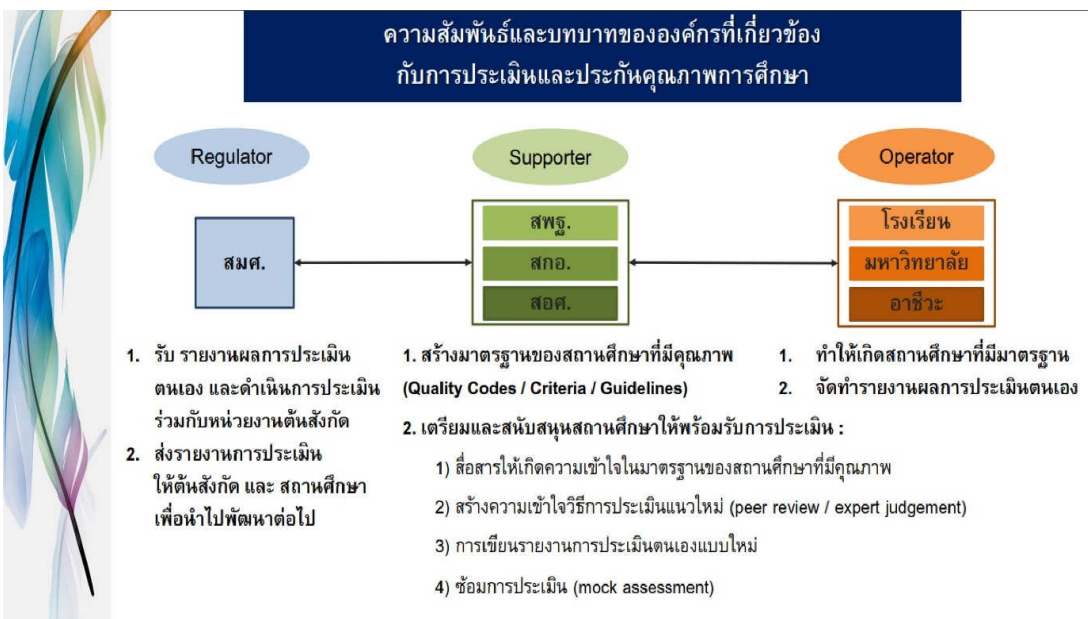 ความสัมพันธ์และบทบาทขององค์กรที่เกี่ยวข้อง
กับการประเมินและประกันคุณภาพการศึกษา
Regulator
Supporter
Operator
สมศ.
สพฐ.
สกอ.
สอศ.
โรงเรียน
มหาวิทยาลัย
อาชีวะ
1. รับ รายงานผลการประเมิน
ตนเอง และดำเนินการประเมิน
ร่วมกับหน่วยงานต้นสังกัด
2. ส่งรายงานการประเมิน
ให้ต้นสังกัด และ สถานศึกษา
เพื่อนำไปพัฒนาต่อไป
1. สร้างมาตรฐานของสถานศึกษาที่มีคุณภาพ
(Quality Codes / Criteria / Guidelines)
2. เตรียมและสนับสนุนสถานศึกษาให้พร้อมรับการประเมิน :
1) สื่อสารให้เกิดความเข้าใจในมาตรฐานของสถานศึกษาที่มีคุณภาพ
2) สร้างความเข้าใจวิธีการประเมินแนวใหม่ (peer review / expert judgement)
3) การเขียนรายงานการประเมินตนเองแบบใหม่
4) ซ้อมการประเมิน (mock assessment)
1. ทำให้เกิดสถานศึกษาที่มีมาตรฐาน
2. จัดทำรายงานผลการประเมินตนเอง